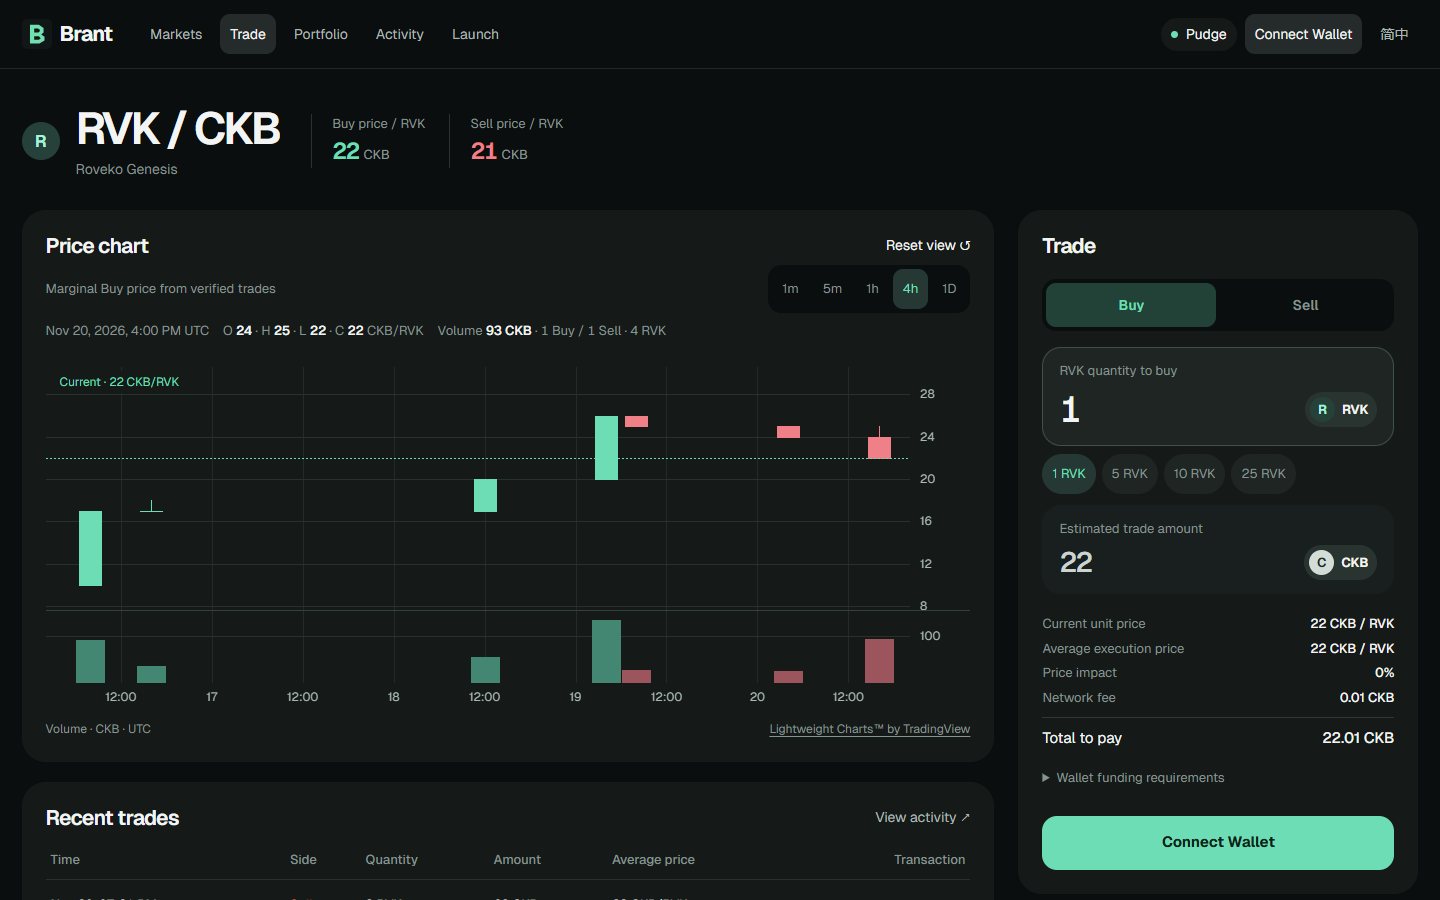 B Brant Markets Trade Portfolio Activity Launch Pudge Connect Wallet 简中
R RVK / CKB
Roveko Genesis
Buy price / RVK
22 CKB
Sell price / RVK
21 CKB
Price chart
Reset view ↺
Marginal Buy price from verified trades
1m 5m 1h 4h 1D
Nov 20, 2026, 4:00 PM UTC O 24 · H 25 · L 22 · C 22 CKB/RVK Volume 93 CKB · 1 Buy / 1 Sell · 4 RVK
Current · 22 CKB/RVK
28
24
20
16
12
8
100
12:00 17 12:00 18 12:00 19 12:00 20 12:00
Volume · CKB · UTC
Lightweight Charts™ by TradingView
Recent trades
View activity ↗
Time Side Quantity Amount Average price Transaction
Trade
Buy Sell
RVK quantity to buy
1 R RVK
1 RVK 5 RVK 10 RVK 25 RVK
Estimated trade amount
22 C CKB
Current unit price 22 CKB / RVK
Average execution price 22 CKB / RVK
Price impact 0%
Network fee 0.01 CKB
Total to pay 22.01 CKB
▶ Wallet funding requirements
Connect Wallet